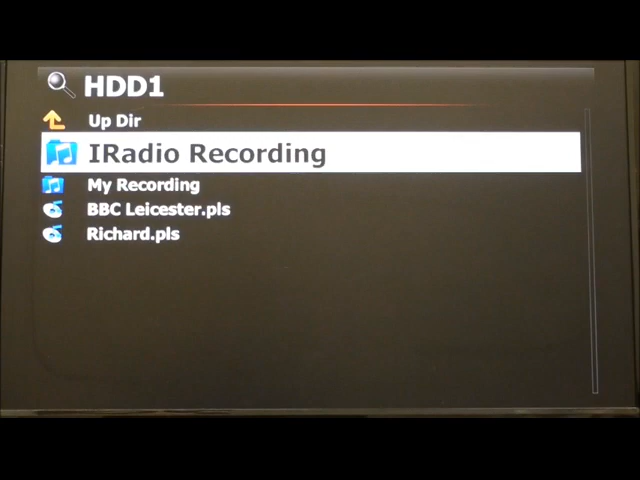 HDD1
Up Dir
IRadio Recording
My Recording
BBC Leicester.pls
Richard.pls